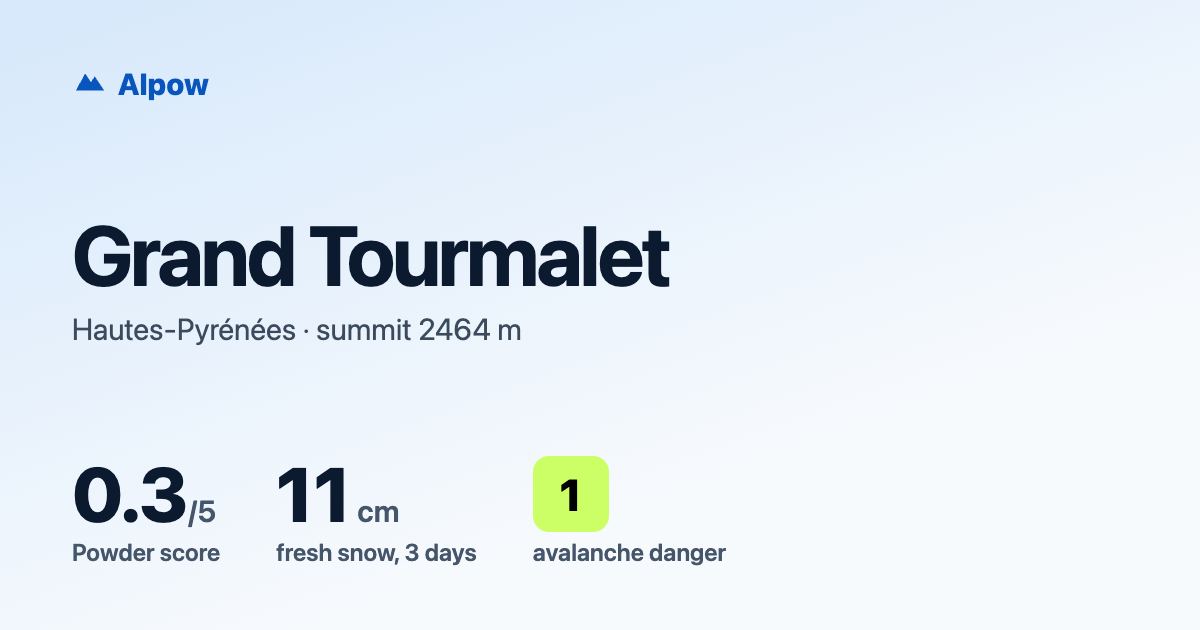 Alpow
Grand Tourmalet
Hautes-Pyrénées · summit 2464 m
0.3/5 11 cm 1
Powder score fresh snow, 3 days avalanche danger